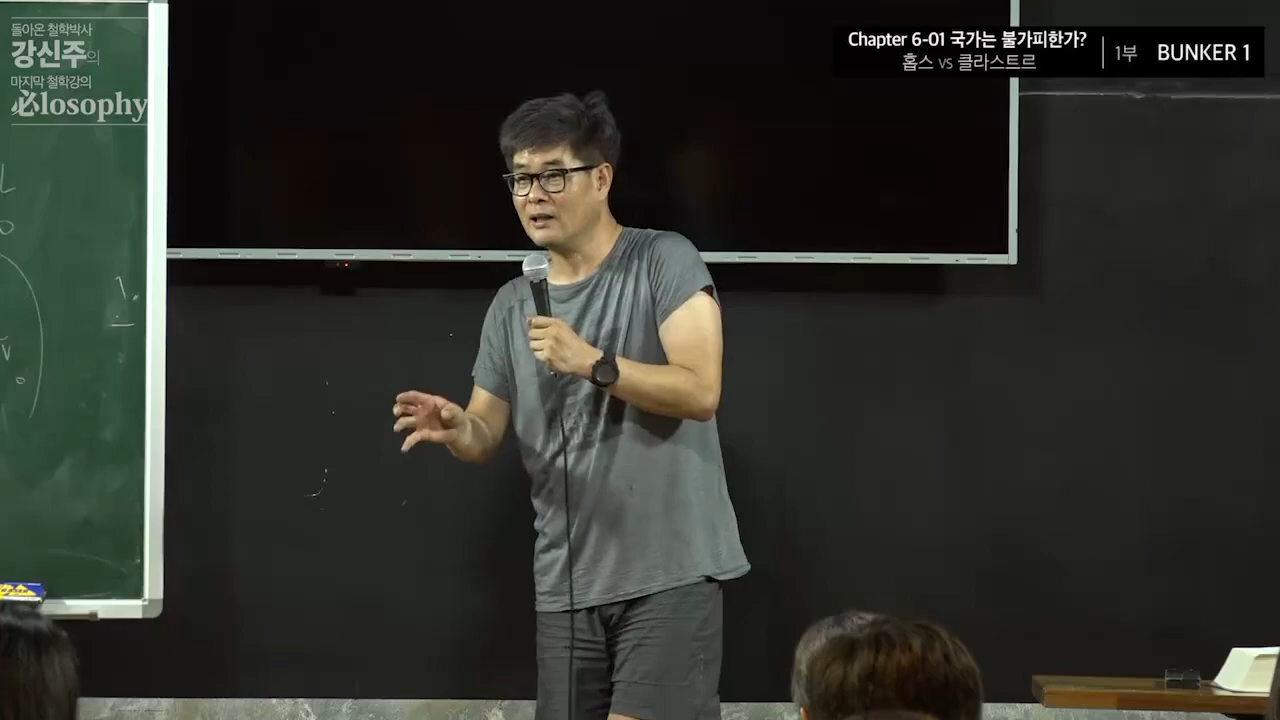 돌아온 철학박사
강신주의
마지막 철학강의
必losophy
Chapter 6-01 국가는 불가피한가?
홉스 vs 클라스트르
1부
BUNKER 1